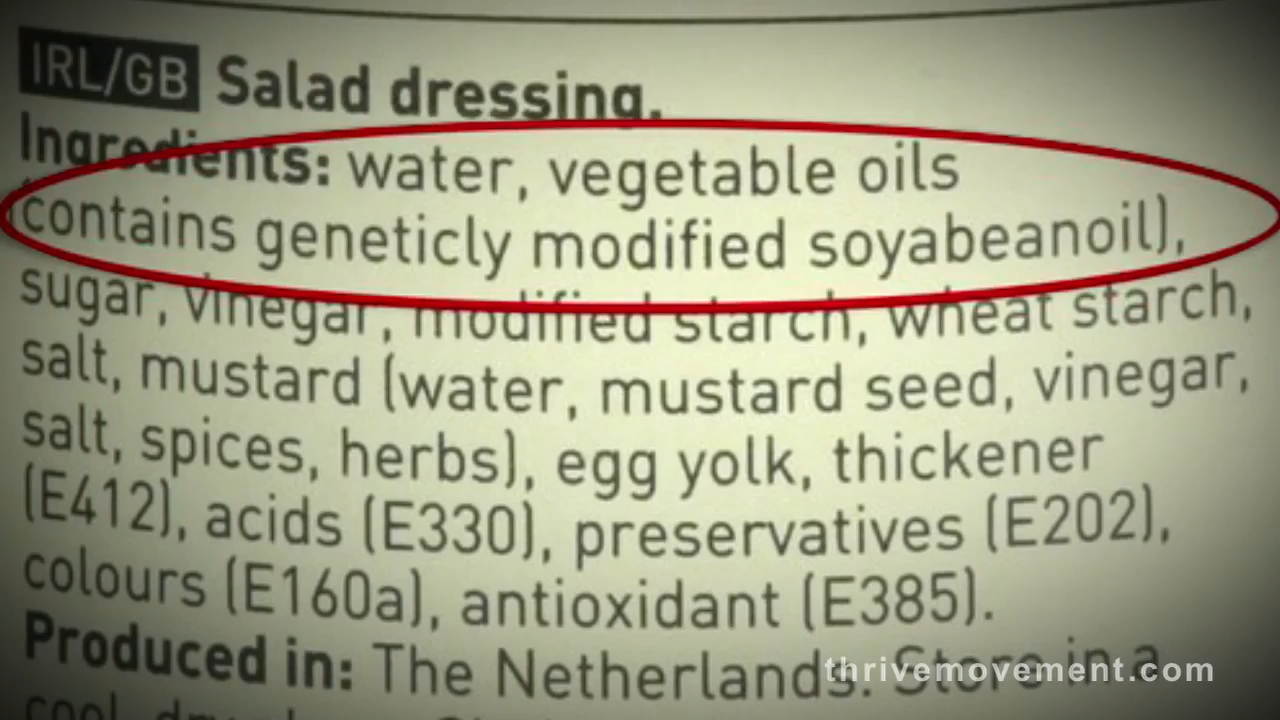 IRL/GB Salad dressing.
Ingredients: water, vegetable oils
(contains geneticly modified soyabeanoil),
sugar, vinegar, modified starch, wheat starch,
salt, mustard (water, mustard seed, vinegar,
salt, spices, herbs), egg yolk, thickener
(E412), acids (E330), preservatives (E202),
colours (E160a), antioxidant (E385).
Produced in: The Netherlands. Store in a
thrivemovement.com